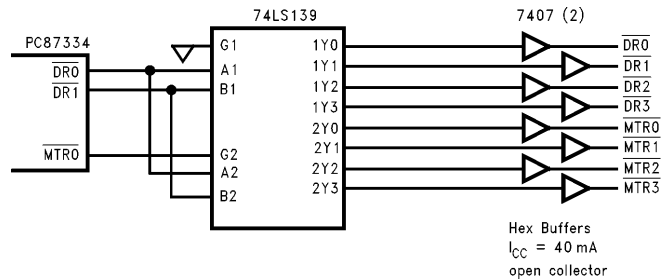 74LS139
7407 (2)
PC87334
G1
1Y0
DR0
DR0
A1
1Y1
DR1
DR1
B1
1Y2
DR2
1Y3
DR3
2Y0
MTR0
MTR0
G2
2Y1
MTR1
A2
2Y2
MTR2
B2
2Y3
MTR3
Hex Buffers
ICC = 40 mA
open collector